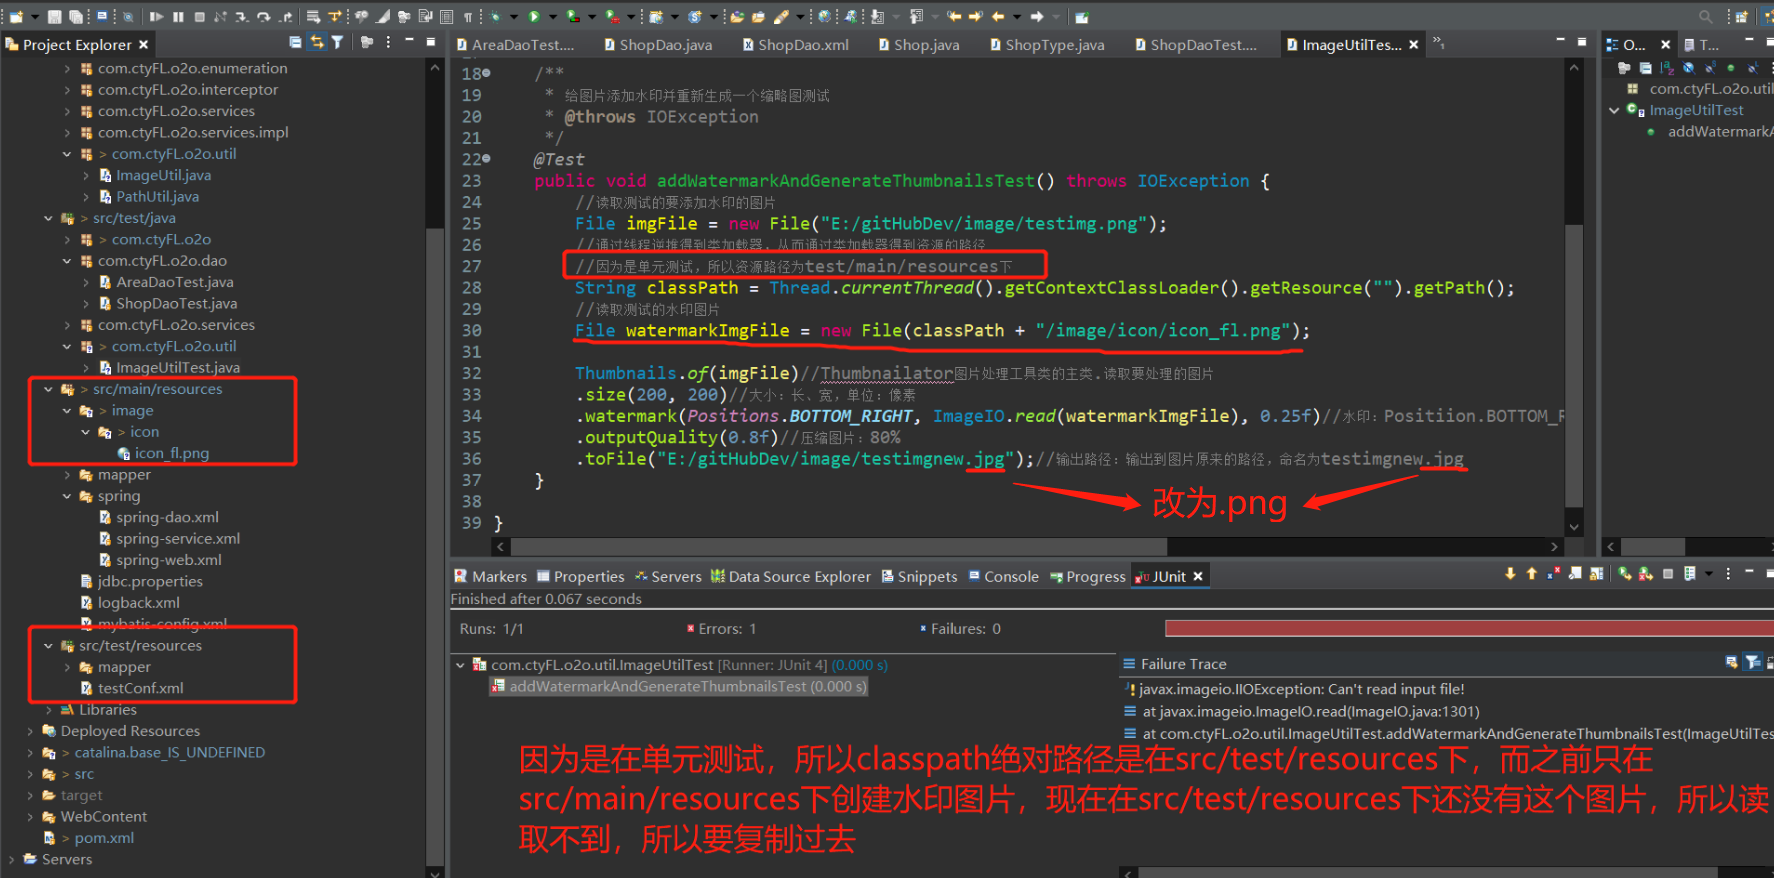 Project Explorer
com.ctyFL.o2o.enumeration
com.ctyFL.o2o.interceptor
com.ctyFL.o2o.services
com.ctyFL.o2o.services.impl
> com.ctyFL.o2o.util
ImageUtil.java
PathUtil.java
> src/test/java
> com.ctyFL.o2o
com.ctyFL.o2o.dao
AreaDaoTest.java
ShopDaoTest.java
com.ctyFL.o2o.services
> com.ctyFL.o2o.util
ImageUtilTest.java
> src/main/resources
> image
> icon
icon_fl.png
mapper
spring
spring-dao.xml
spring-service.xml
spring-web.xml
jdbc.properties
logback.xml
mybatis-config.xml
src/test/resources
mapper
testConf.xml
Libraries
Deployed Resources
> catalina.base_IS_UNDEFINED
> src
target
WebContent
> pom.xml
Servers
AreaDaoTest.... ShopDao.java ShopDao.xml Shop.java ShopType.java ShopDaoTest.... ImageUtilTes... »1
18 /**
19 * 给图片添加水印并重新生成一个缩略图测试
20 * @throws IOException
21 */
22 @Test
23 public void addWatermarkAndGenerateThumbnailsTest() throws IOException {
24 //读取测试的要添加水印的图片
25 File imgFile = new File("E:/gitHubDev/image/testimg.png");
26 //通过线程逆推得到类加载器，从而通过类加载器得到资源的路径
27 //因为是单元测试，所以资源路径为test/main/resources下
28 String classPath = Thread.currentThread().getContextClassLoader().getResource("").getPath();
29 //读取测试的水印图片
30 File watermarkImgFile = new File(classPath + "/image/icon/icon_fl.png");
31
32 Thumbnails.of(imgFile)//Thumbnailator图片处理工具类的主类.读取要处理的图片
33 .size(200, 200)//大小：长、宽，单位：像素
34 .watermark(Positions.BOTTOM_RIGHT, ImageIO.read(watermarkImgFile), 0.25f)//水印：Positiion.BOTTOM_R
35 .outputQuality(0.8f)//压缩图片：80%
36 .toFile("E:/gitHubDev/image/testimgnew.jpg");//输出路径：输出到图片原来的路径，命名为testimgnew.jpg
37 }
38
39 }
改为.png
O... T...
com.ctyFL.o2o.util
ImageUtilTest
addWatermarkA
Markers Properties Servers Data Source Explorer Snippets Console Progress JUnit
Finished after 0.067 seconds
Runs: 1/1 Errors: 1 Failures: 0
com.ctyFL.o2o.util.ImageUtilTest [Runner: JUnit 4] (0.000 s)
addWatermarkAndGenerateThumbnailsTest (0.000 s)
Failure Trace
javax.imageio.IIOException: Can't read input file!
at javax.imageio.ImageIO.read(ImageIO.java:1301)
at com.ctyFL.o2o.util.ImageUtilTest.addWatermarkAndGenerateThumbnailsTest(ImageUtilTes
因为是在单元测试，所以classpath绝对路径是在src/test/resources下，而之前只在
src/main/resources下创建水印图片，现在在src/test/resources下还没有这个图片，所以读
取不到，所以要复制过去